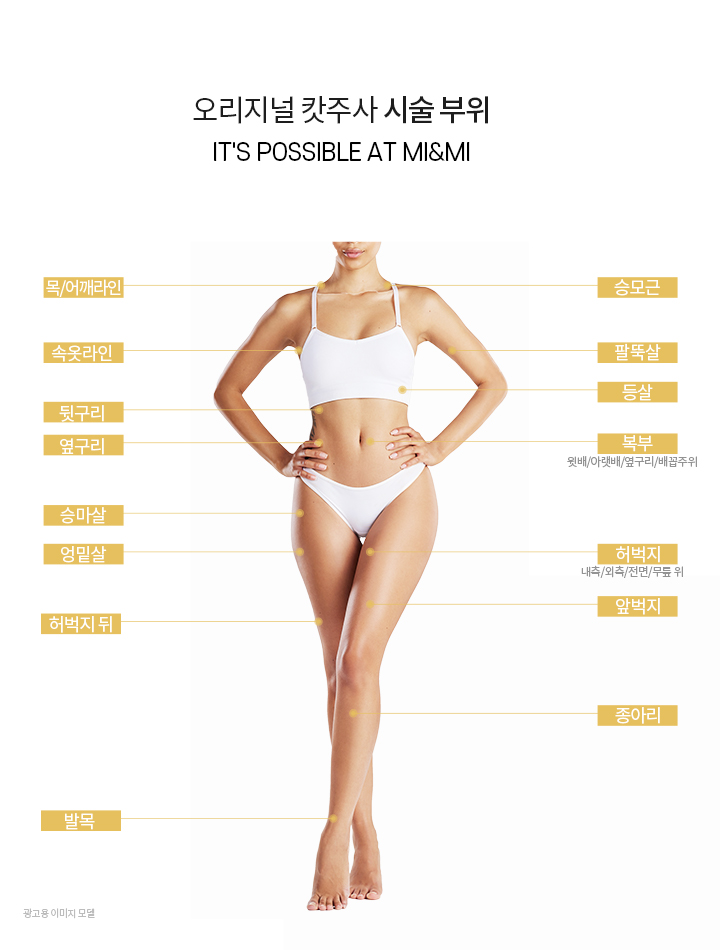 오리지널 캇주사 시술 부위
IT'S POSSIBLE AT MI&MI
목/어깨라인
승모근
속옷라인
팔뚝살
등살
뒷구리
옆구리
복부
윗배/아랫배/옆구리/배꼽주위
승마살
엉밑살
허벅지
내측/외측/전면/무릎 위
앞벅지
허벅지 뒤
종아리
발목
광고용 이미지 모델